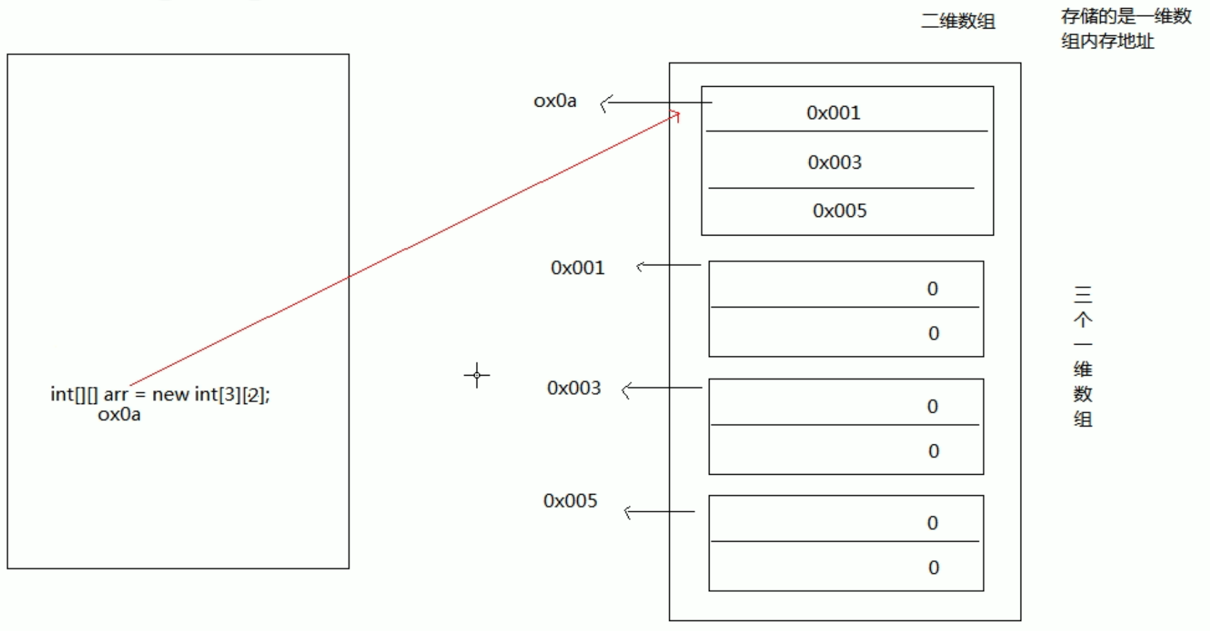 二维数组
存储的是一维数
组内存地址
ox0a
0x001
0x003
0x005
0x001
0
0
0x003
0
0
0x005
0
0
三个一维数组
int[][] arr = new int[3][2];
ox0a